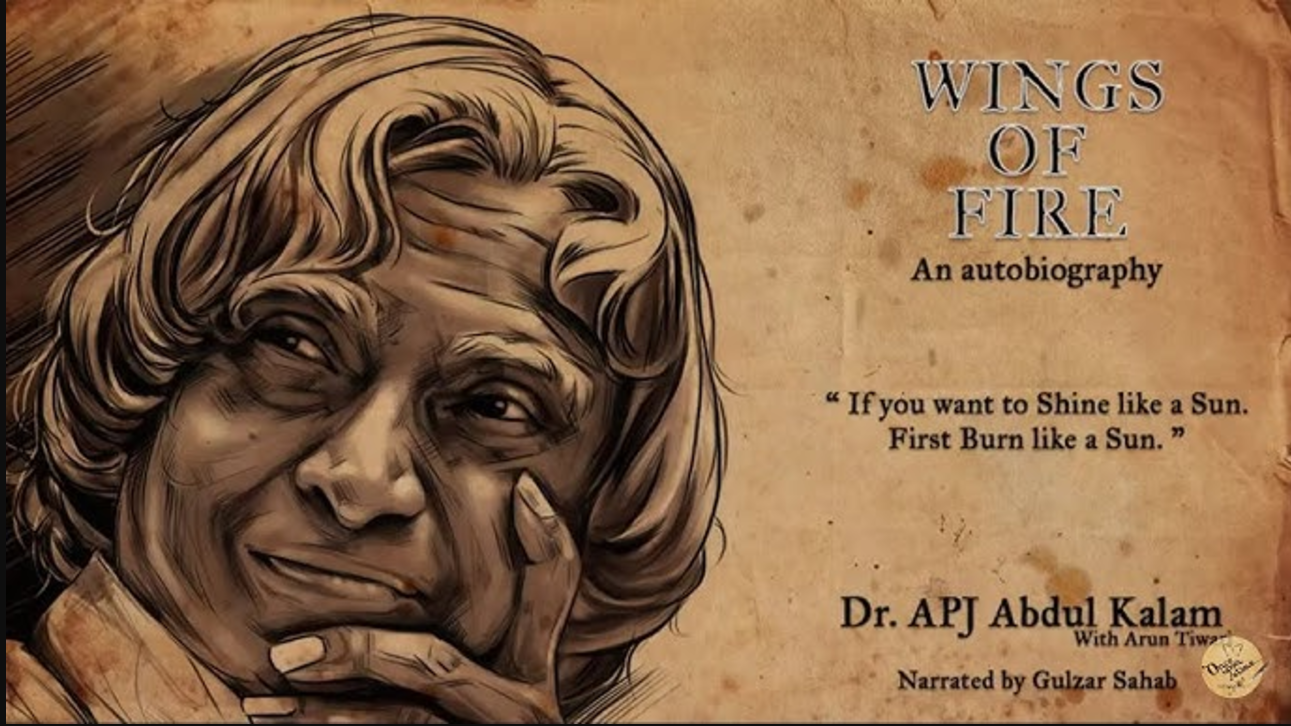 WINGS
OF
FIRE
An autobiography
“ If you want to Shine like a Sun.
First Burn like a Sun. ”
Dr. APJ Abdul Kalam
With Arun
Narrated by Gulzar Sahab